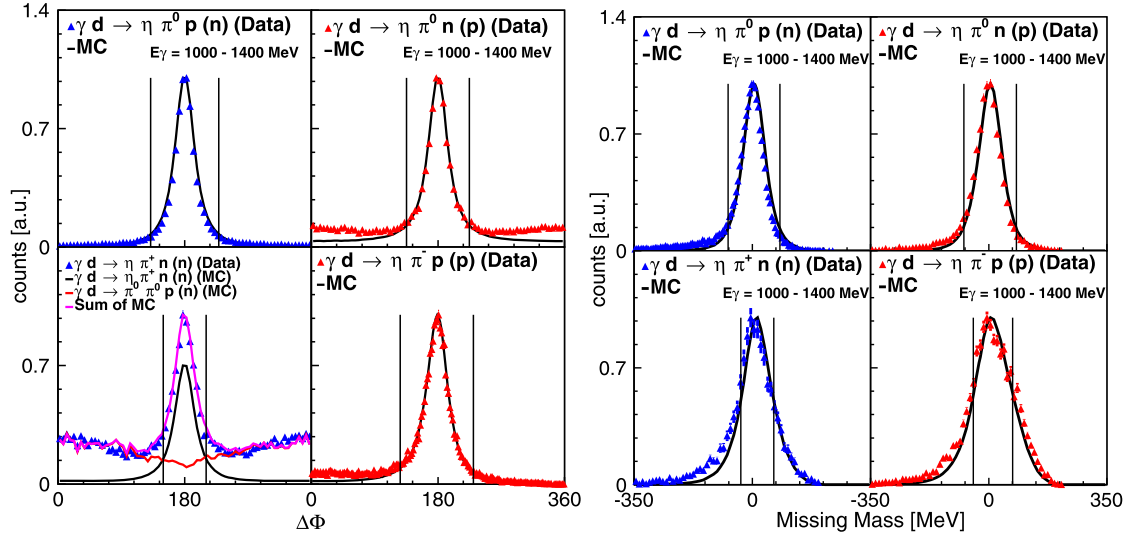 1.4
▲γ d → η π⁰ p (n) (Data)
–MC
Eγ = 1000 - 1400 MeV
▲γ d → η π⁰ n (p) (Data)
–MC
Eγ = 1000 - 1400 MeV
0.7
0
▲γ d → η π⁺ n (n) (Data)
–γ d → η π⁺ n (n) (MC)
–γ d → π⁰ π⁰ p (n) (MC)
–Sum of MC
▲γ d → η π⁻ p (p) (Data)
–MC
0.7
0
counts [a.u.]
0 180 0 180 360
ΔΦ
1.4
▲γ d → η π⁰ p (n) (Data)
–MC
Eγ = 1000 - 1400 MeV
▲γ d → η π⁰ n (p) (Data)
–MC
Eγ = 1000 - 1400 MeV
0.7
0
▲γ d → η π⁺ n (n) (Data)
–MC
Eγ = 1000 - 1400 MeV
▲γ d → η π⁻ p (p) (Data)
–MC
Eγ = 1000 - 1400 MeV
0.7
0
counts [a.u.]
-350 0 -350 0 350
Missing Mass [MeV]